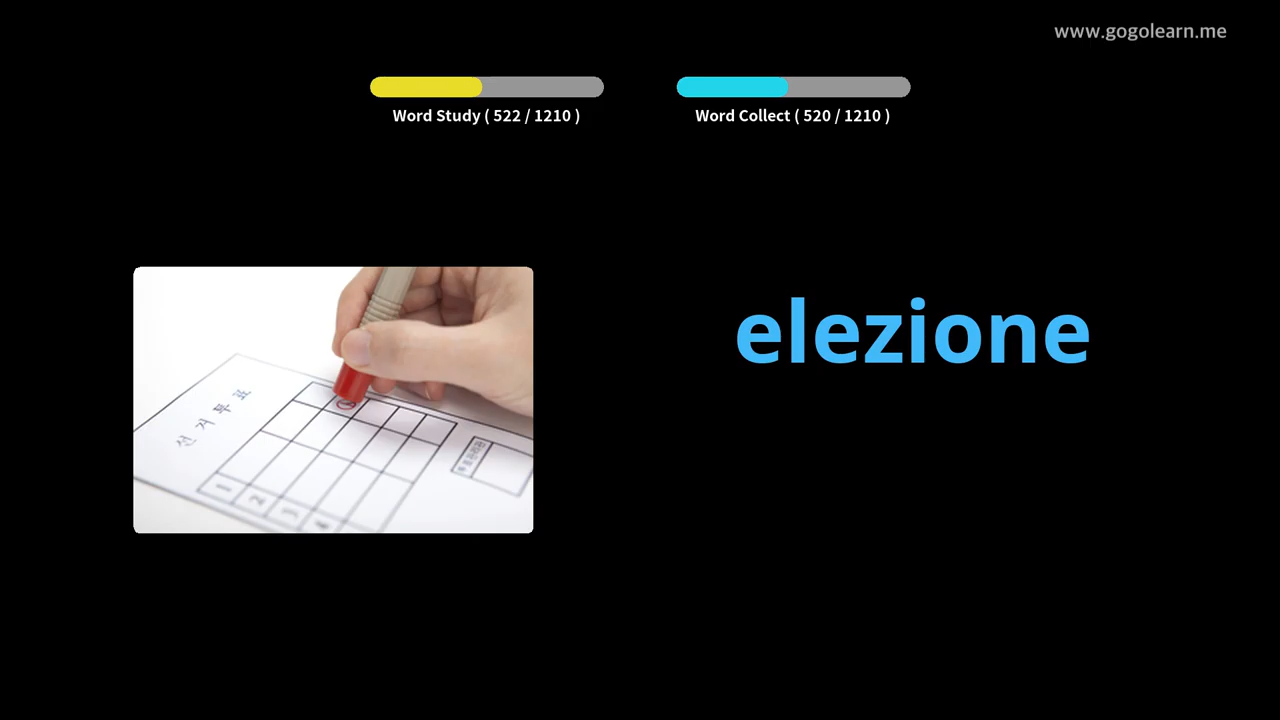 www.gogolearn.me
Word Study ( 522 / 1210 )
Word Collect ( 520 / 1210 )
elezione
선거투표
1
2
3
4